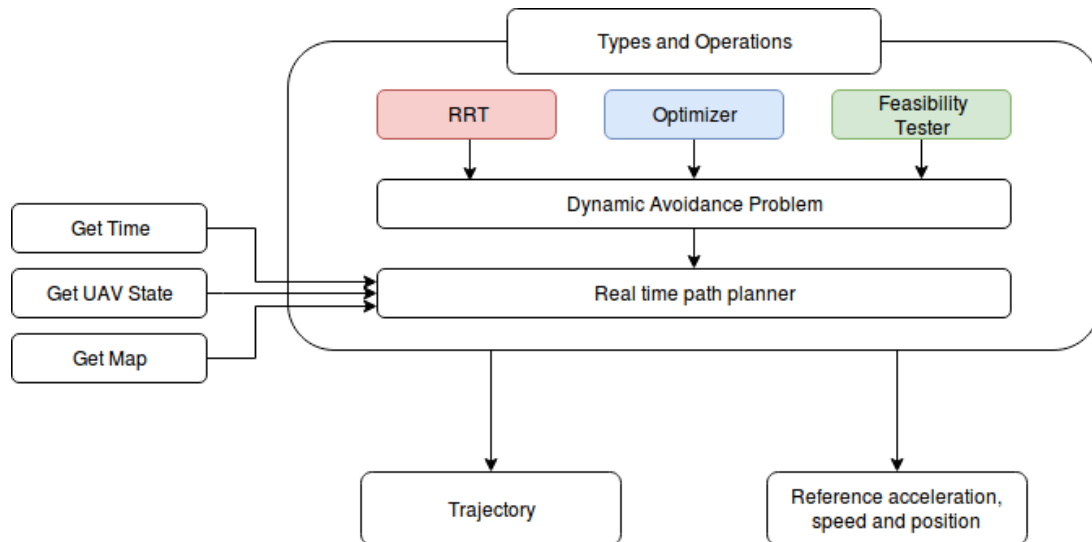 Types and Operations
RRT
Optimizer
Feasibility
Tester
Dynamic Avoidance Problem
Get Time
Get UAV State
Real time path planner
Get Map
Trajectory
Reference acceleration,
speed and position